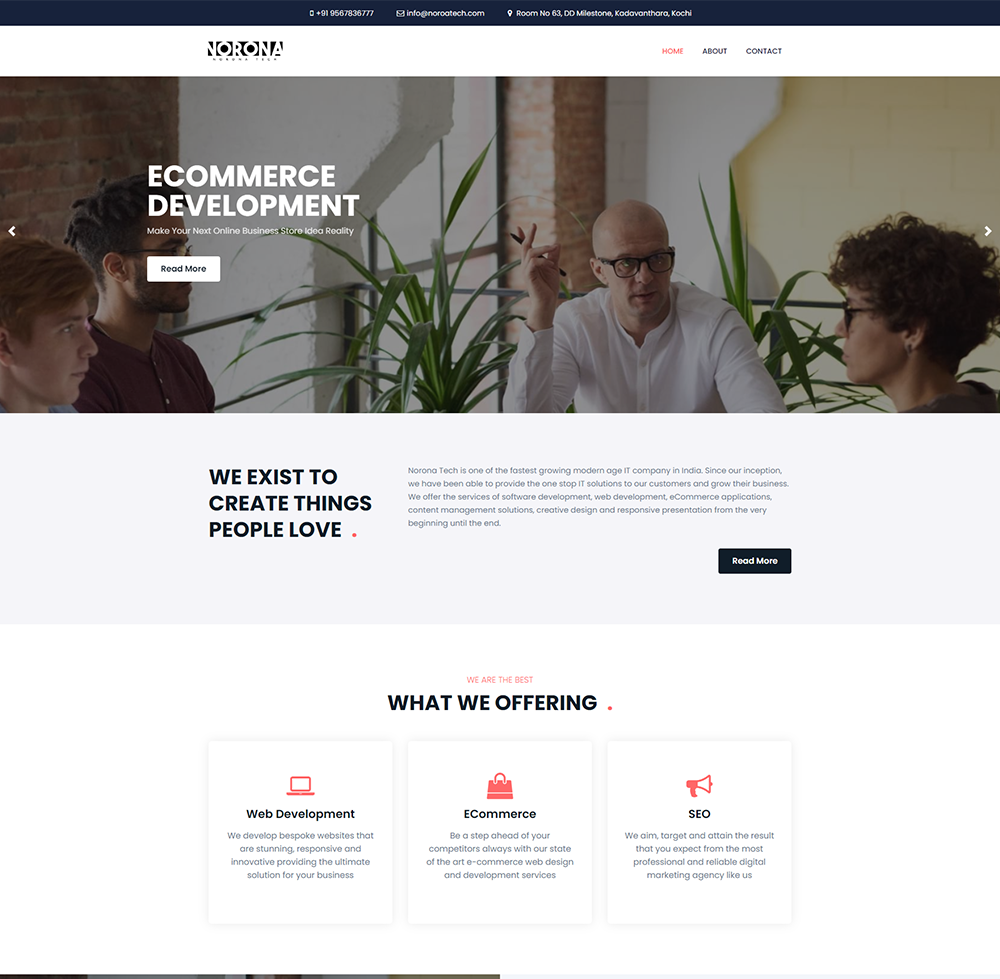 +91 9567836777 info@noroatech.com Room No 63, DD Milestone, Kadavanthara, Kochi
NORONA
NORONA TECH
HOME ABOUT CONTACT
ECOMMERCE
DEVELOPMENT
Make Your Next Online Business Store Idea Reality
Read More
WE EXIST TO
CREATE THINGS
PEOPLE LOVE .
Norona Tech is one of the fastest growing modern age IT company in India. Since our inception,
we have been able to provide the one stop IT solutions to our customers and grow their business.
We offer the services of software development, web development, eCommerce applications,
content management solutions, creative design and responsive presentation from the very
beginning until the end.
Read More
WE ARE THE BEST
WHAT WE OFFERING .
Web Development
We develop bespoke websites that
are stunning, responsive and
innovative providing the ultimate
solution for your business
ECommerce
Be a step ahead of your
competitors always with our state
of the art e-commerce web design
and development services
SEO
We aim, target and attain the result
that you expect from the most
professional and reliable digital
marketing agency like us